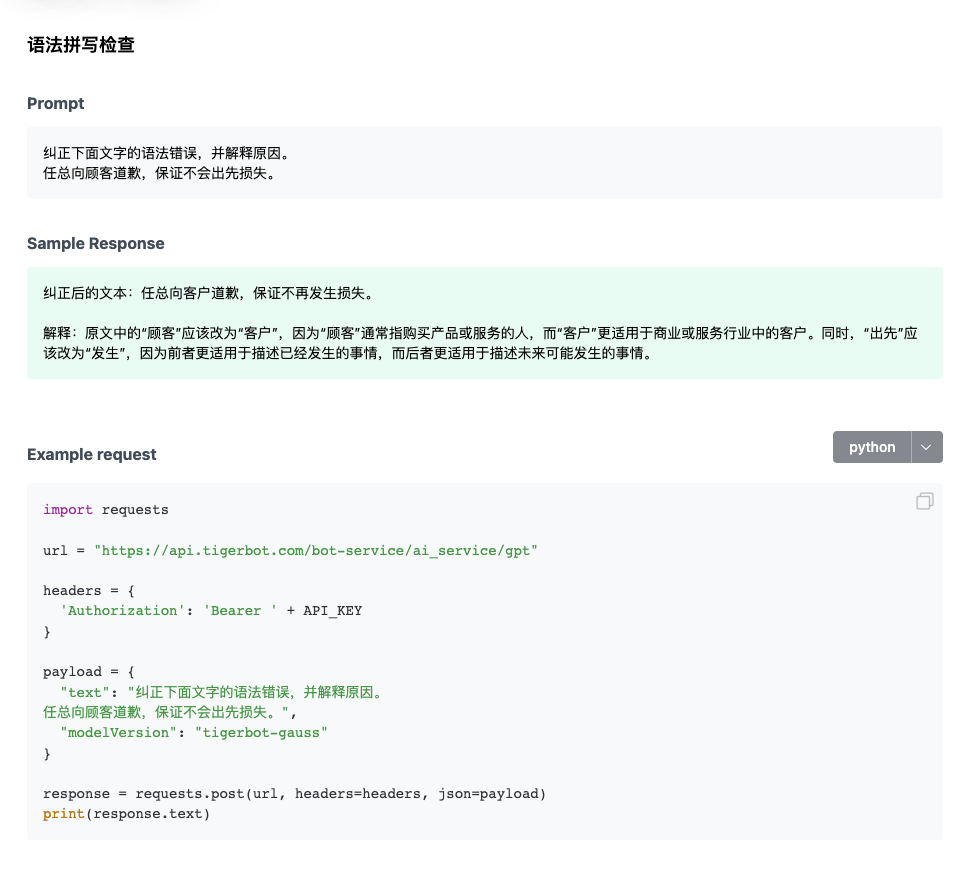 语法拼写检查
Prompt
纠正下面文字的语法错误，并解释原因。
任总向顾客道歉，保证不会出先损失。
Sample Response
纠正后的文本：任总向客户道歉，保证不再发生损失。
解释：原文中的“顾客”应该改为“客户”，因为“顾客”通常指购买产品或服务的人，而“客户”更适用于商业或服务行业中的客户。同时，“出先”应
该改为“发生”，因为前者更适用于描述已经发生的事情，而后者更适用于描述未来可能发生的事情。
Example request
python
import requests
url = "https://api.tigerbot.com/bot-service/ai_service/gpt"
headers = {
  'Authorization': 'Bearer ' + API_KEY
}
payload = {
  "text": "纠正下面文字的语法错误，并解释原因。
任总向顾客道歉，保证不会出先损失。",
  "modelVersion": "tigerbot-gauss"
}
response = requests.post(url, headers=headers, json=payload)
print(response.text)